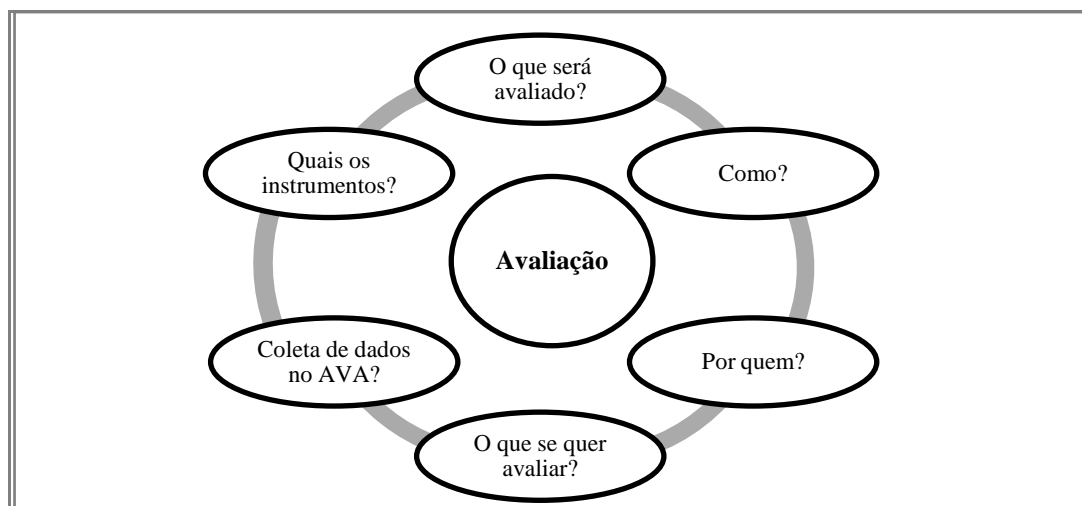 O que será
avaliado?
Quais os
instrumentos?
Como?
Avaliação
Coleta de dados
no AVA?
Por quem?
O que se quer
avaliar?